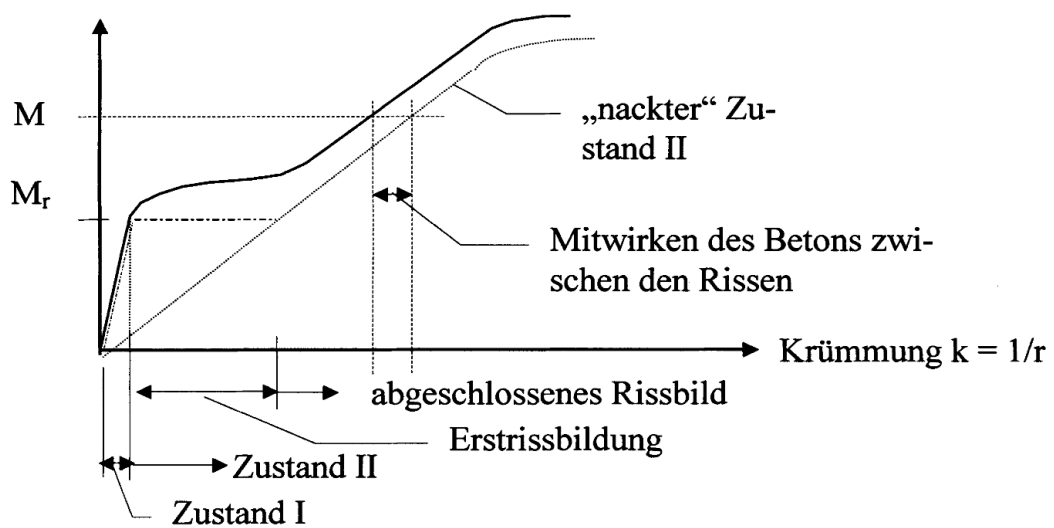 M
„nackter“ Zu-
stand II
M_r
Mitwirken des Betons zwi-
schen den Rissen
Krümmung k = 1/r
abgeschlossenes Rissbild
Erstrissbildung
Zustand II
Zustand I